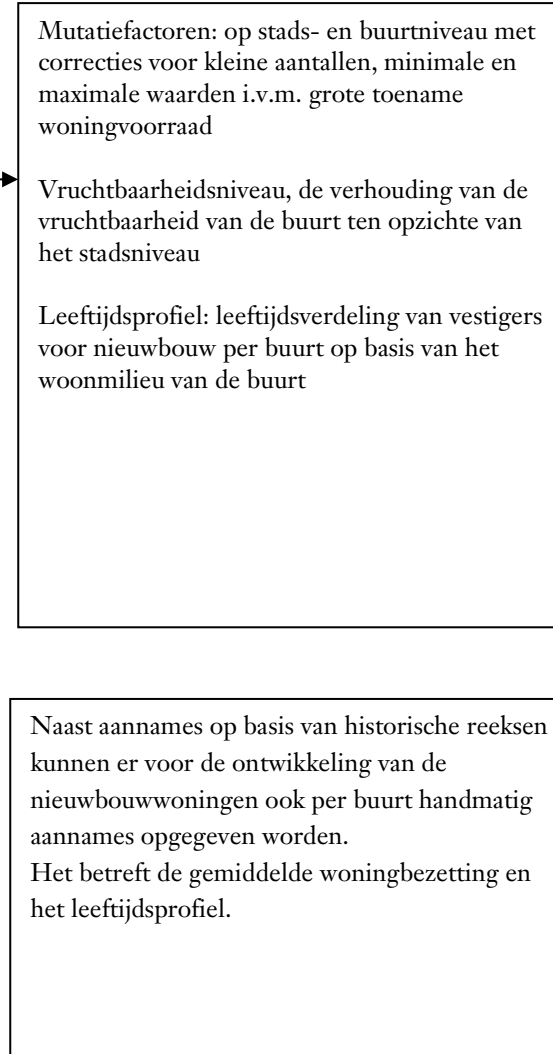 Mutatiefactoren: op stads- en buurtniveau met
correcties voor kleine aantallen, minimale en
maximale waarden i.v.m. grote toename
woningvoorraad
Vruchtbaarheidsniveau, de verhouding van de
vruchtbaarheid van de buurt ten opzichte van
het stadsniveau
Leeftijdsprofiel: leeftijdsverdeling van vestigers
voor nieuwbouw per buurt op basis van het
woonmilieu van de buurt
Naast aannames op basis van historische reeksen
kunnen er voor de ontwikkeling van de
nieuwbouwwoningen ook per buurt handmatig
aannames opgegeven worden.
Het betreft de gemiddelde woningbezetting en
het leeftijdsprofiel.